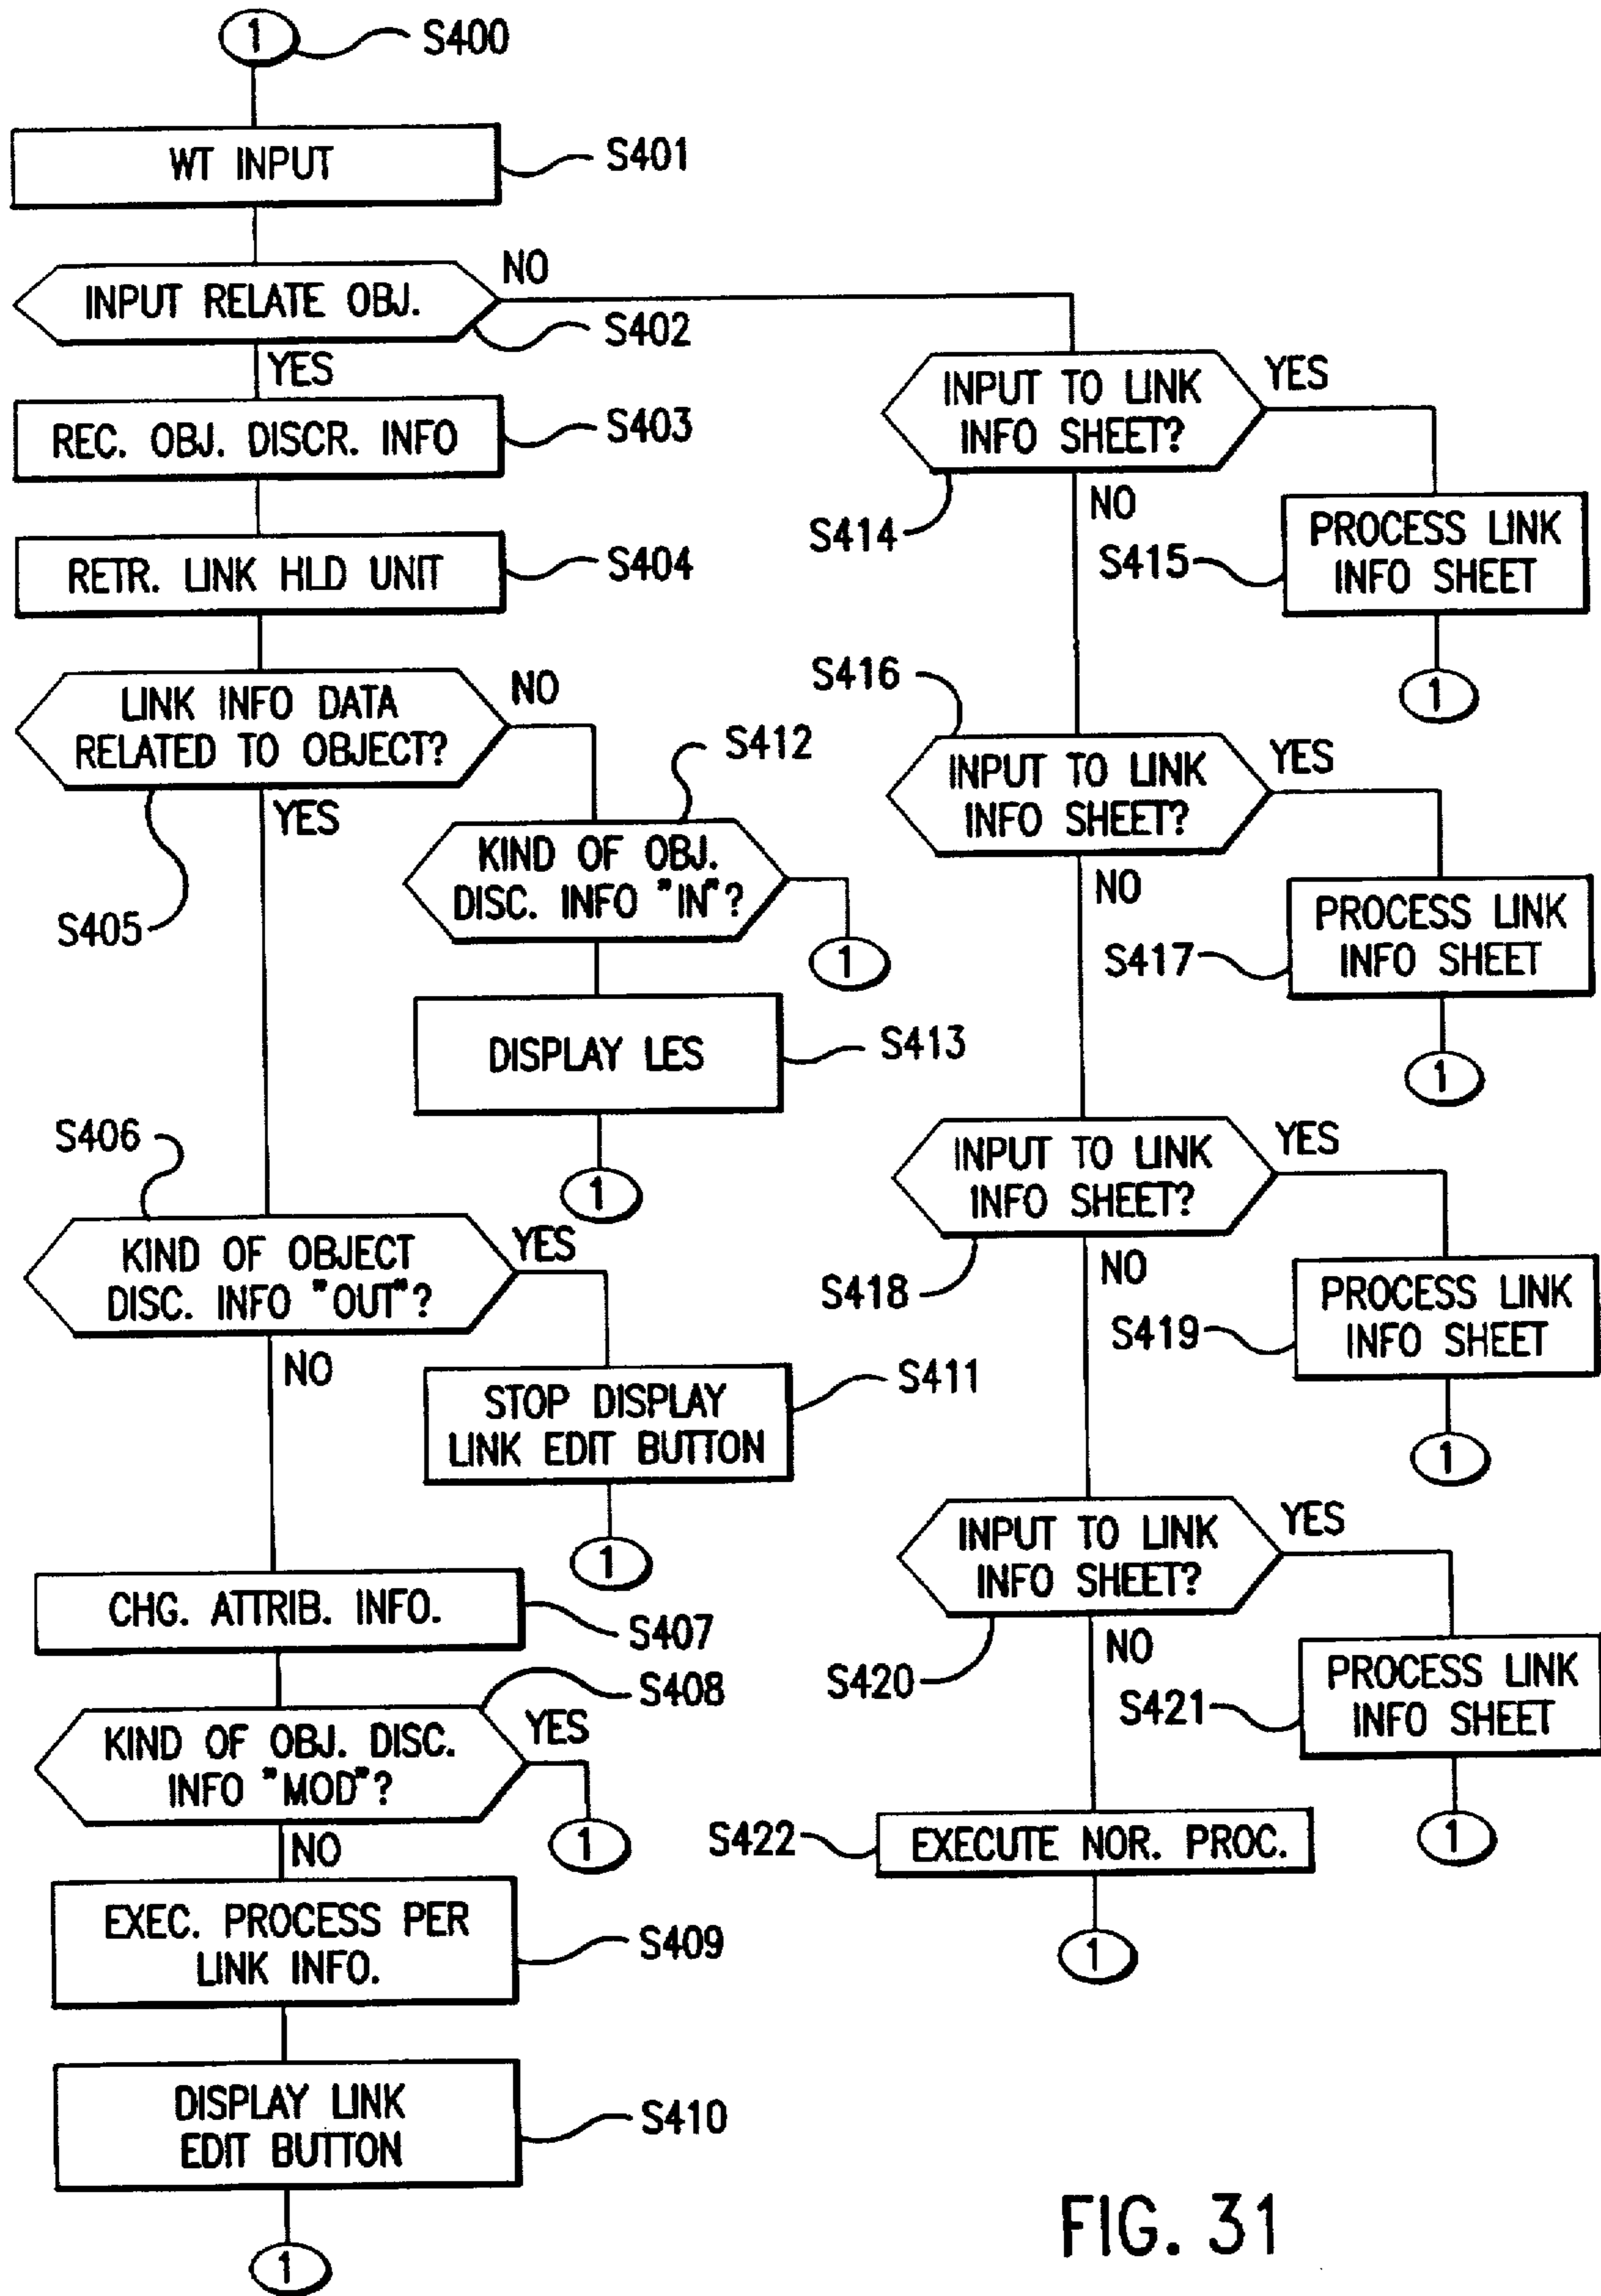 1
S400
WT INPUT
S401
INPUT RELATE OBJ.
NO
S402
YES
REC. OBJ. DISCR. INFO
S403
RETR. LINK HLD UNIT
S404
LINK INFO DATA
RELATED TO OBJECT?
NO
S405
YES
S412
KIND OF OBJ.
DISC. INFO "IN"?
1
DISPLAY LES
S413
1
S406
KIND OF OBJECT
DISC. INFO "OUT"?
YES
NO
STOP DISPLAY
LINK EDIT BUTTON
S411
1
CHG. ATTRIB. INFO.
S407
S408
KIND OF OBJ. DISC.
INFO "MOD"?
YES
1
NO
EXEC. PROCESS PER
LINK INFO.
S409
DISPLAY LINK
EDIT BUTTON
S410
1
INPUT TO LINK
INFO SHEET?
YES
S414
NO
S415
PROCESS LINK
INFO SHEET
1
S416
INPUT TO LINK
INFO SHEET?
YES
NO
S417
PROCESS LINK
INFO SHEET
1
INPUT TO LINK
INFO SHEET?
YES
S418
NO
S419
PROCESS LINK
INFO SHEET
1
INPUT TO LINK
INFO SHEET?
YES
S420
NO
S421
PROCESS LINK
INFO SHEET
1
S422
EXECUTE NOR. PROC.
1
FIG. 31